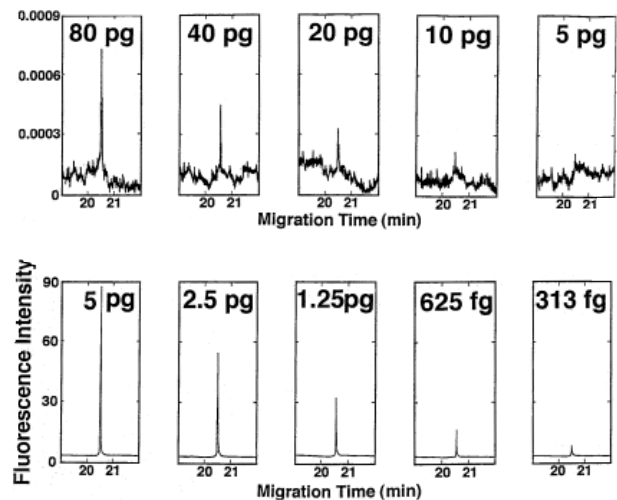 0.0009
80 pg 40 pg 20 pg 10 pg 5 pg
0.0006
0.0003
0
20 21 20 21 20 21 20 21 20 21
Migration Time (min)
Fluorescence Intensity
90
5 pg 2.5 pg 1.25pg 625 fg 313 fg
60
30
0
20 21 20 21 20 21 20 21 20 21
Migration Time (min)